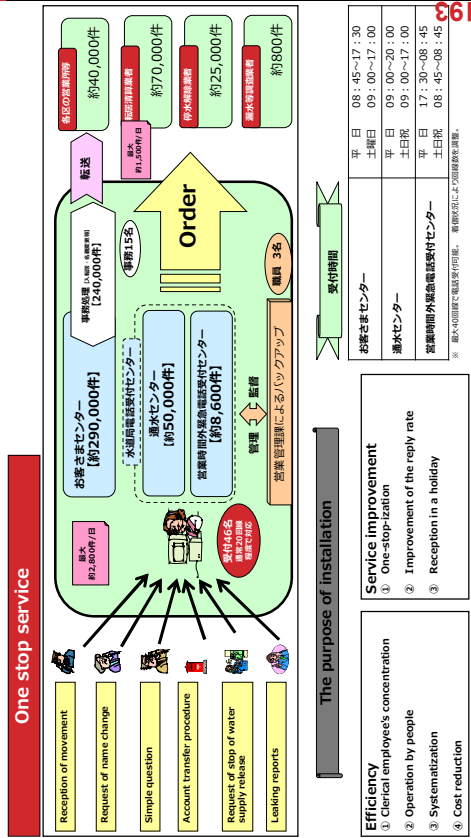 193
One stop service
Reception of movement
Request of name change
Simple question
Account transfer procedure
Request of stop of water
supply release
Leaking reports
最大
約2,800件/日
受付46名
通常20回線
程度で対応
お客さまセンター
【約290,000件】
水道局電話受付センター
通水センター
【約50,000件】
営業時間外緊急電話受付センター
【約8,600件】
管理
監督
営業管理課によるバックアップ
事務処理
【240,000件】
事務15名
職員 3名
転送
Order
最大
約1,500件/日
各区の営業所等
約40,000件
転居清算業者
約70,000件
停水解除業者
約25,000件
漏水等調査業者
約800件
The purpose of installation
Efficiency
① Clerical employee's concentration
② Operation by people
③ Systematization
④ Cost reduction
Service improvement
① One-stop-ization
② Improvement of the reply rate
③ Reception in a holiday
受付時間
お客さまセンター
平 日 08:45~17:30
土曜日 09:00~17:00
通水センター
平 日 09:00~20:00
土日祝 09:00~17:00
営業時間外緊急電話受付センター
平 日 17:30~08:45
土日祝 08:45~08:45
※ 最大40回線で電話受付可能。 着信状況により回線数を調整。